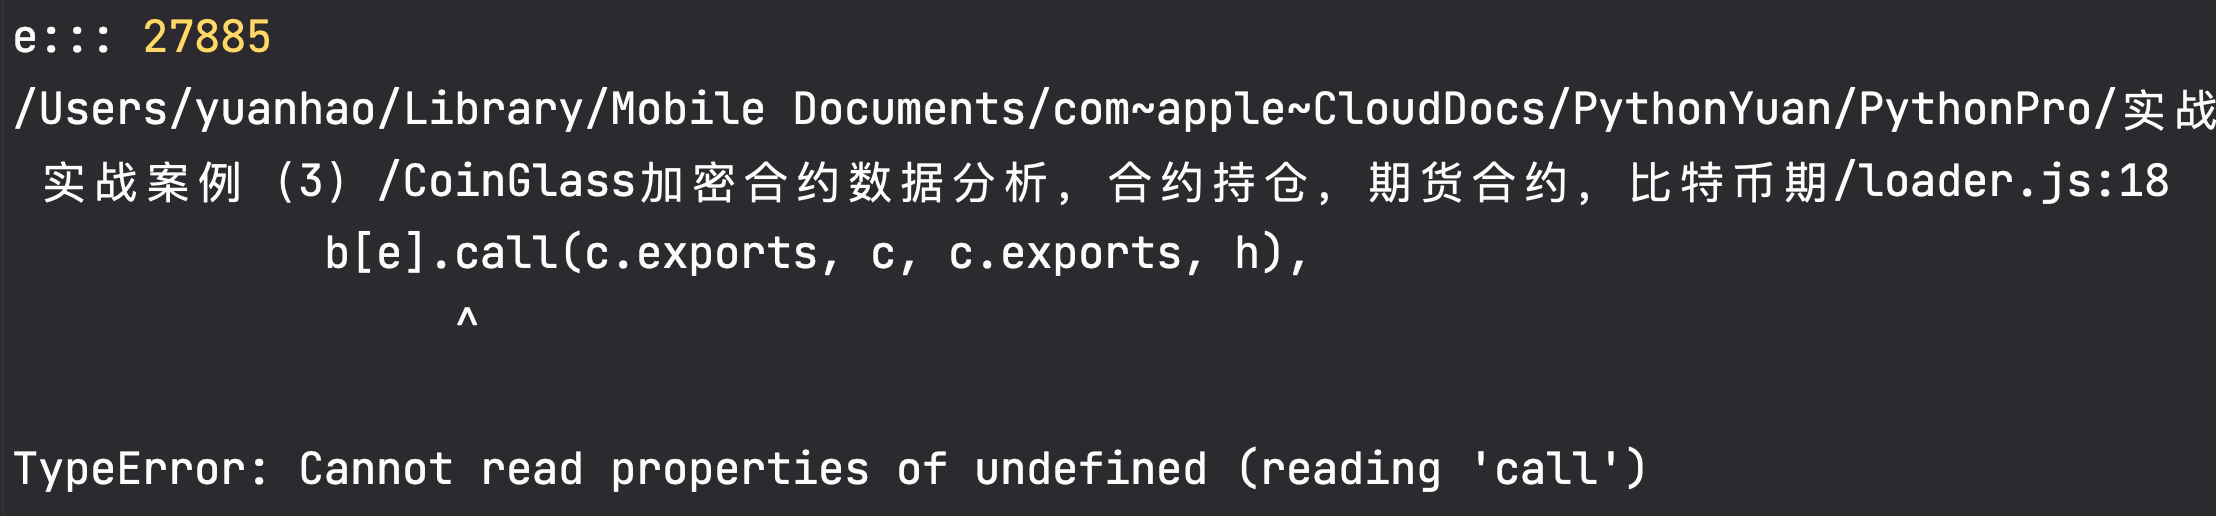 e::: 27885
/Users/yuanhao/Library/Mobile Documents/com~apple~CloudDocs/PythonYuan/PythonPro/实战
实战案例（3）/CoinGlass加密合约数据分析，合约持仓，期货合约，比特币期/loader.js:18
b[e].call(c.exports, c, c.exports, h),
^
TypeError: Cannot read properties of undefined (reading 'call')